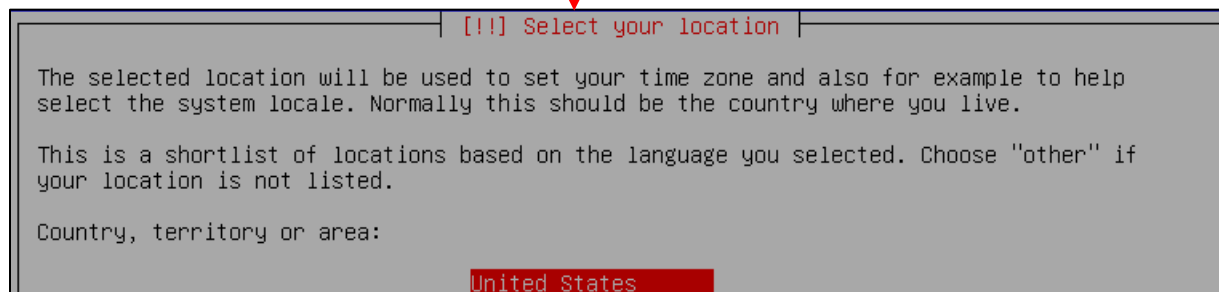 [!!] Select your location
The selected location will be used to set your time zone and also for example to help
select the system locale. Normally this should be the country where you live.
This is a shortlist of locations based on the language you selected. Choose "other" if
your location is not listed.
Country, territory or area:
United States